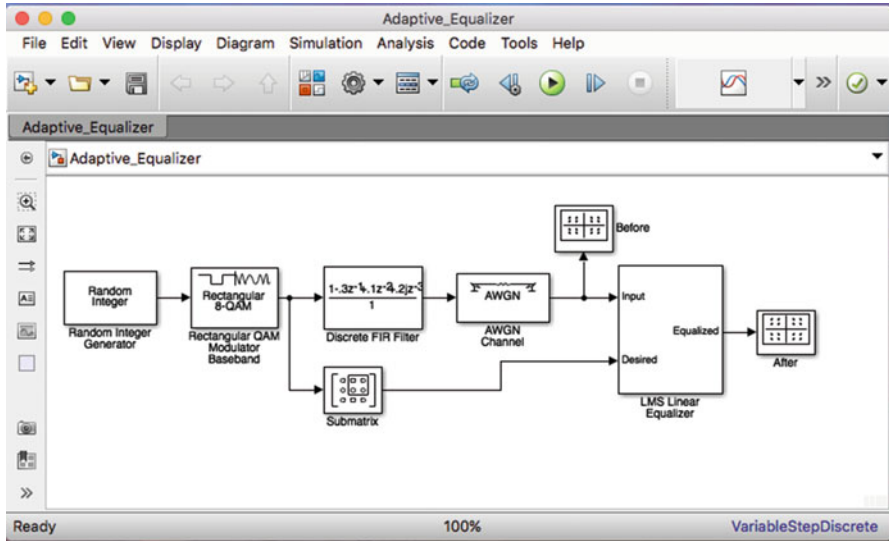 Adaptive_Equalizer
File Edit View Display Diagram Simulation Analysis Code Tools Help
Adaptive_Equalizer
Adaptive_Equalizer
Before
Random
Integer
Random Integer
Generator
Rectangular
8-QAM
Rectangular QAM
Modulator
Baseband
1
Discrete FIR Filter
AWGN
AWGN
Channel
Input
Equalized
Desired
LMS Linear
Equalizer
After
Submatrix
Ready 100% VariableStepDiscrete